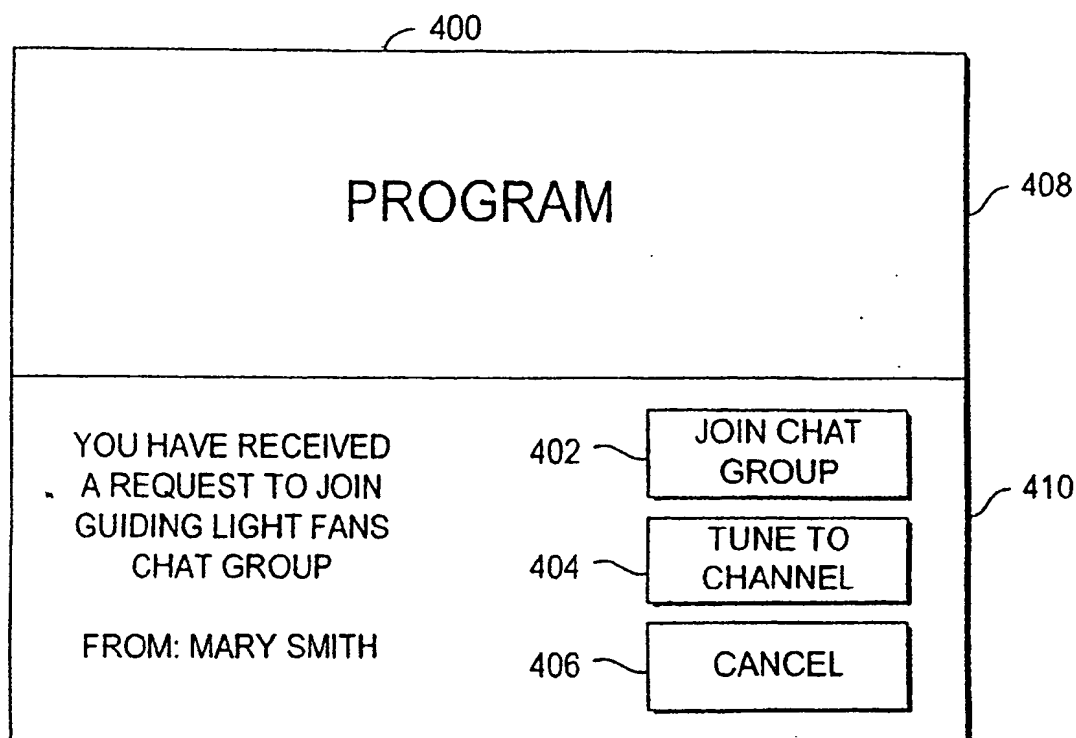 400
PROGRAM
408
YOU HAVE RECEIVED
A REQUEST TO JOIN
GUIDING LIGHT FANS
CHAT GROUP
FROM: MARY SMITH
402
JOIN CHAT
GROUP
410
404
TUNE TO
CHANNEL
406
CANCEL